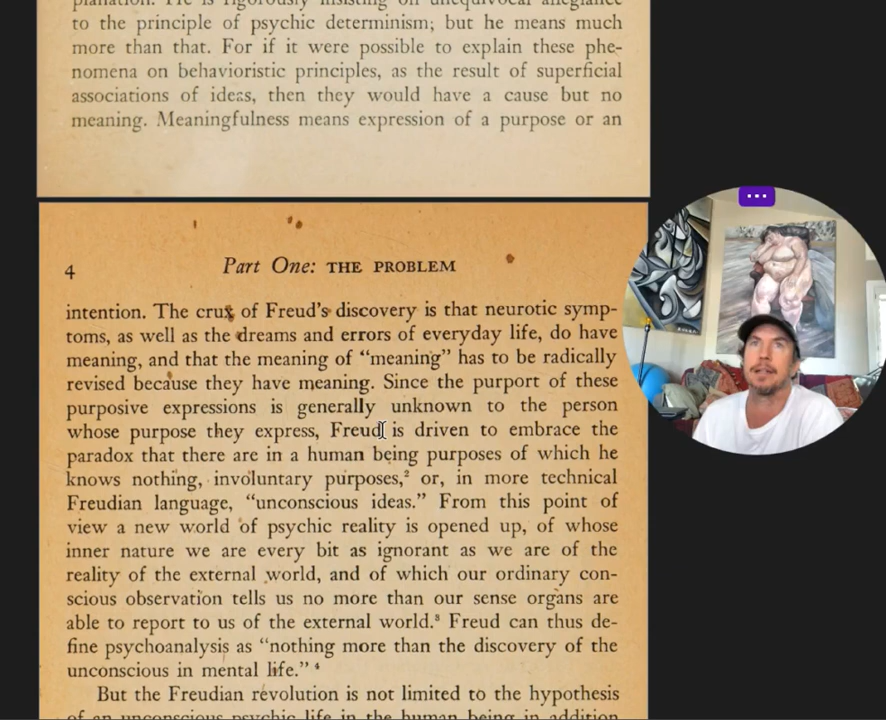 planation. He is rigorously insisting on unequivocal allegiance
to the principle of psychic determinism; but he means much
more than that. For if it were possible to explain these phe-
nomena on behavioristic principles, as the result of superficial
associations of ideas, then they would have a cause but no
meaning. Meaningfulness means expression of a purpose or an
4
Part One: THE PROBLEM
intention. The crux of Freud's discovery is that neurotic symp-
toms, as well as the dreams and errors of everyday life, do have
meaning, and that the meaning of "meaning" has to be radically
revised because they have meaning. Since the purport of these
purposive expressions is generally unknown to the person
whose purpose they express, Freud is driven to embrace the
paradox that there are in a human being purposes of which he
knows nothing, involuntary purposes,² or, in more technical
Freudian language, "unconscious ideas." From this point of
view a new world of psychic reality is opened up, of whose
inner nature we are every bit as ignorant as we are of the
reality of the external world, and of which our ordinary con-
scious observation tells us no more than our sense organs are
able to report to us of the external world.³ Freud can thus de-
fine psychoanalysis as "nothing more than the discovery of the
unconscious in mental life." ⁴
But the Freudian revolution is not limited to the hypothesis
of an unconscious psychic life in the human being in addition